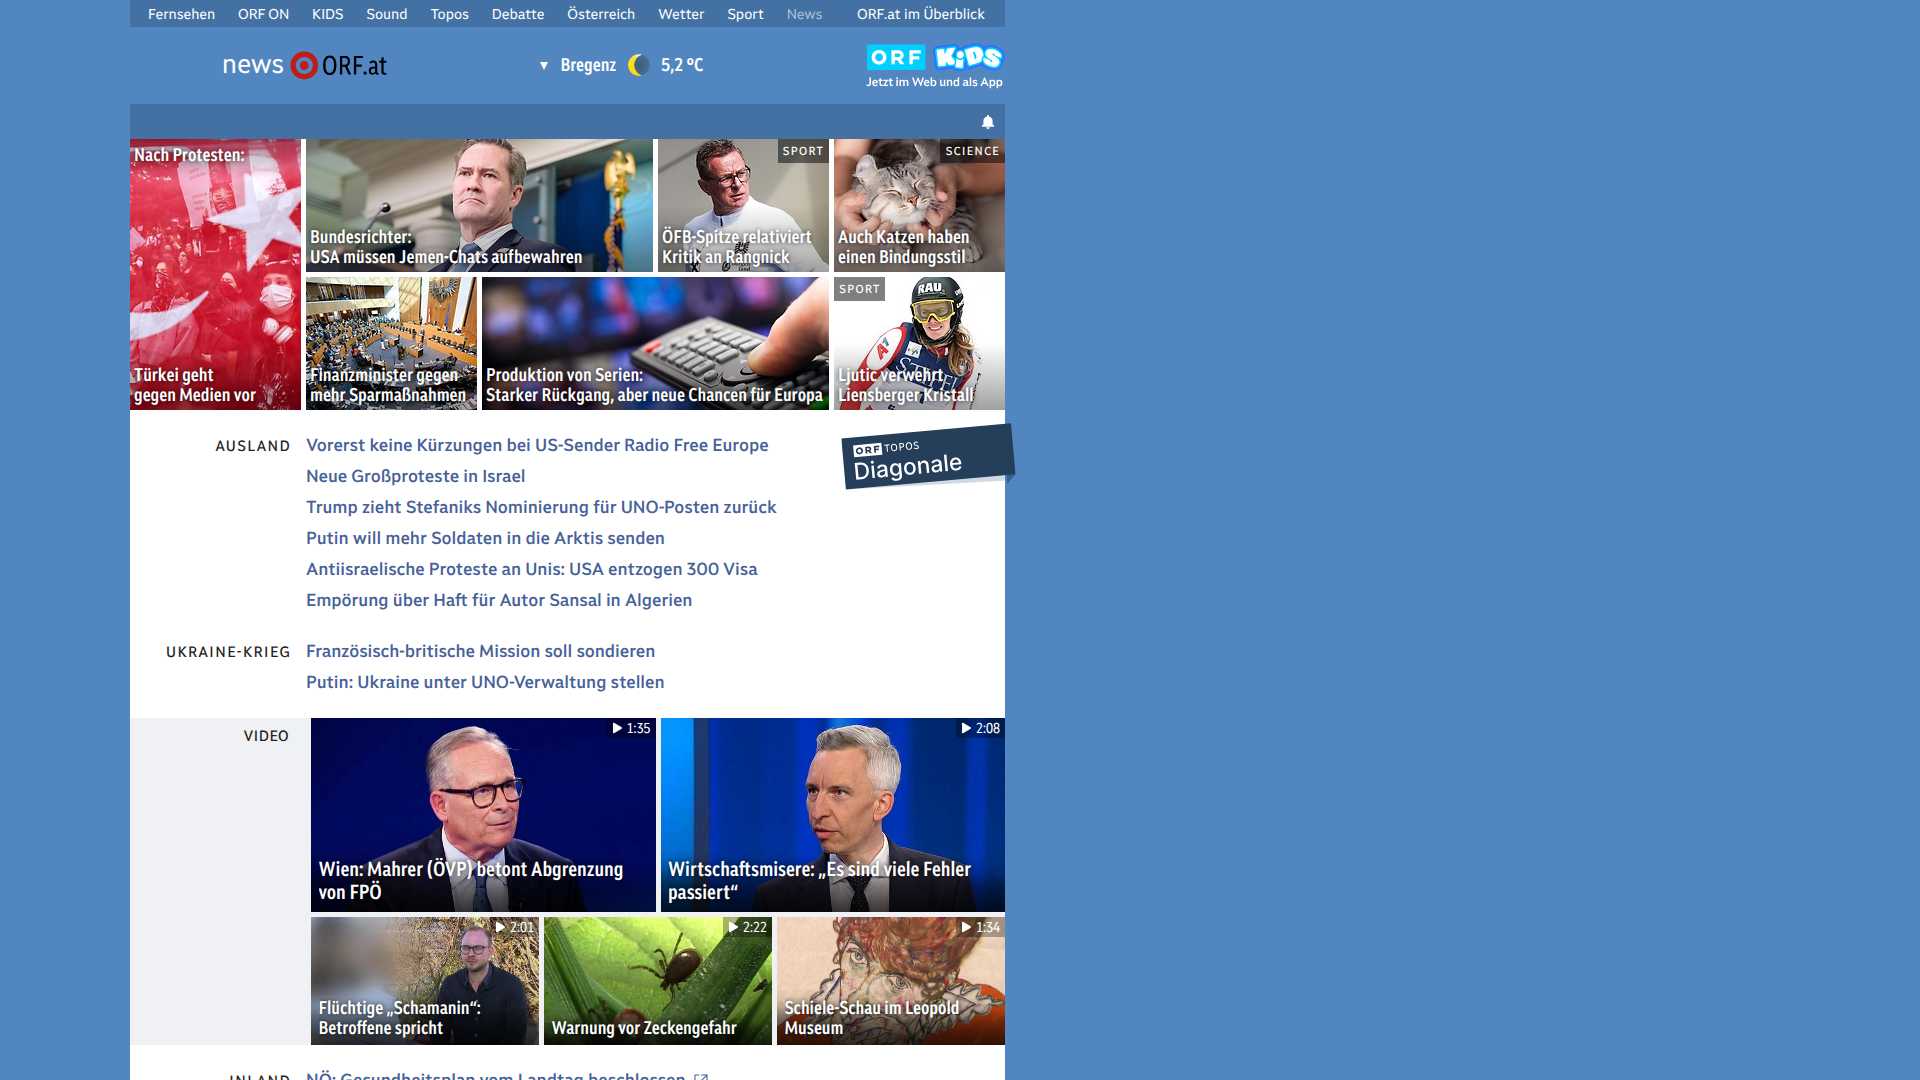 Fernsehen ORF ON KIDS Sound Topos Debatte Österreich Wetter Sport News ORF.at im Überblick
news ORF.at
▼ Bregenz 5,2 °C
ORF KiDS
Jetzt im Web und als App
Nach Protesten:
Türkei geht
gegen Medien vor
Bundesrichter:
USA müssen Jemen-Chats aufbewahren
SPORT
ÖFB-Spitze relativiert
Kritik an Rangnick
SCIENCE
Auch Katzen haben
einen Bindungsstil
Finanzminister gegen
mehr Sparmaßnahmen
Produktion von Serien:
Starker Rückgang, aber neue Chancen für Europa
SPORT
RAU
A1
Ljutic verwehrt
Liensberger Kristall
AUSLAND
Vorerst keine Kürzungen bei US-Sender Radio Free Europe
Neue Großproteste in Israel
Trump zieht Stefaniks Nominierung für UNO-Posten zurück
Putin will mehr Soldaten in die Arktis senden
Antiisraelische Proteste an Unis: USA entzogen 300 Visa
Empörung über Haft für Autor Sansal in Algerien
ORF TOPOS
Diagonale
UKRAINE-KRIEG
Französisch-britische Mission soll sondieren
Putin: Ukraine unter UNO-Verwaltung stellen
VIDEO
1:35
Wien: Mahrer (ÖVP) betont Abgrenzung
von FPÖ
2:08
Wirtschaftsmisere: „Es sind viele Fehler
passiert“
2:01
Flüchtige „Schamanin“:
Betroffene spricht
2:22
Warnung vor Zeckengefahr
1:34
Schiele-Schau im Leopold
Museum
INLAND
NÖ: Gesundheitsplan vom Landtag beschlossen